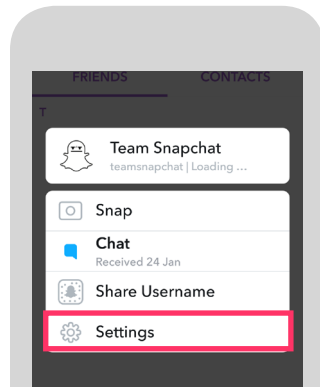 FRIENDS CONTACTS
T
Team Snapchat
teamsnapchat | Loading ...
Snap
Chat
Received 24 Jan
Share Username
Settings